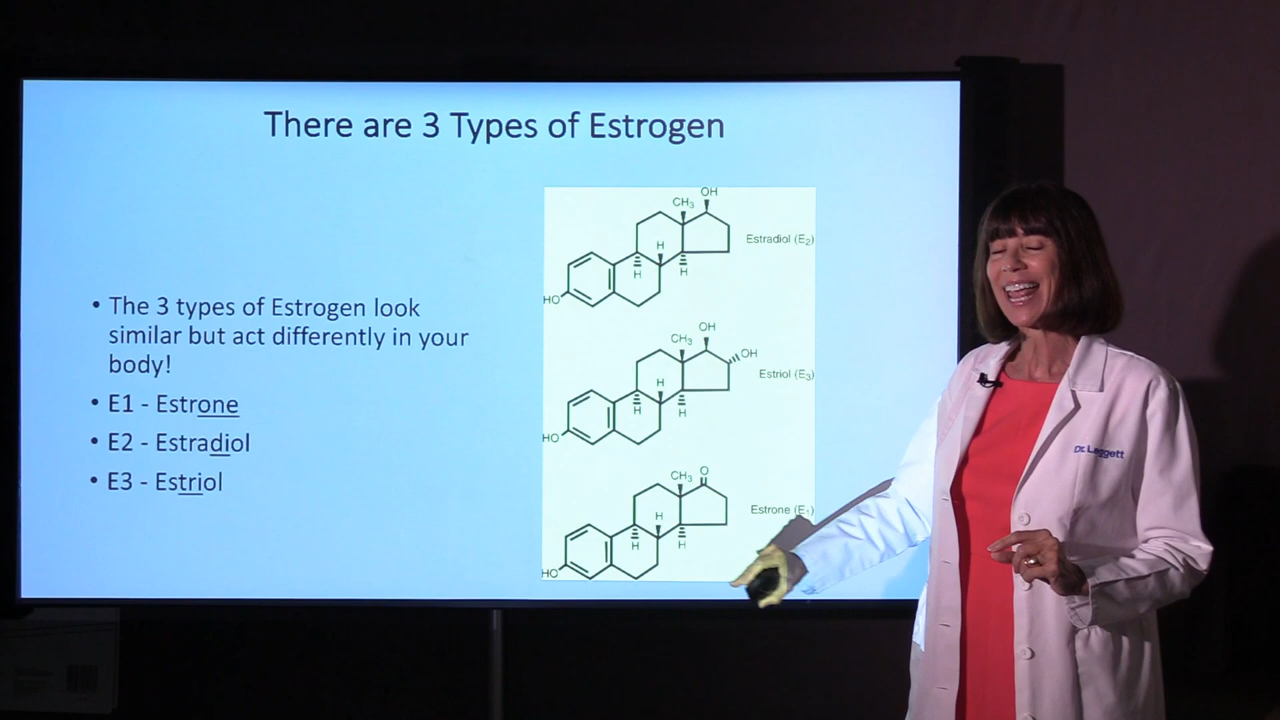 There are 3 Types of Estrogen
• The 3 types of Estrogen look
similar but act differently in your
body!
• E1 - Estrone
• E2 - Estradiol
• E3 - Estriol
OH
CH₃
Estradiol (E₂)
H
H
H
HO
OH
CH₃
OH
Estriol (E₃)
H
H
H
HO
O
CH₃
Estrone (E₁)
H
H
H
HO
Dr. Leggett